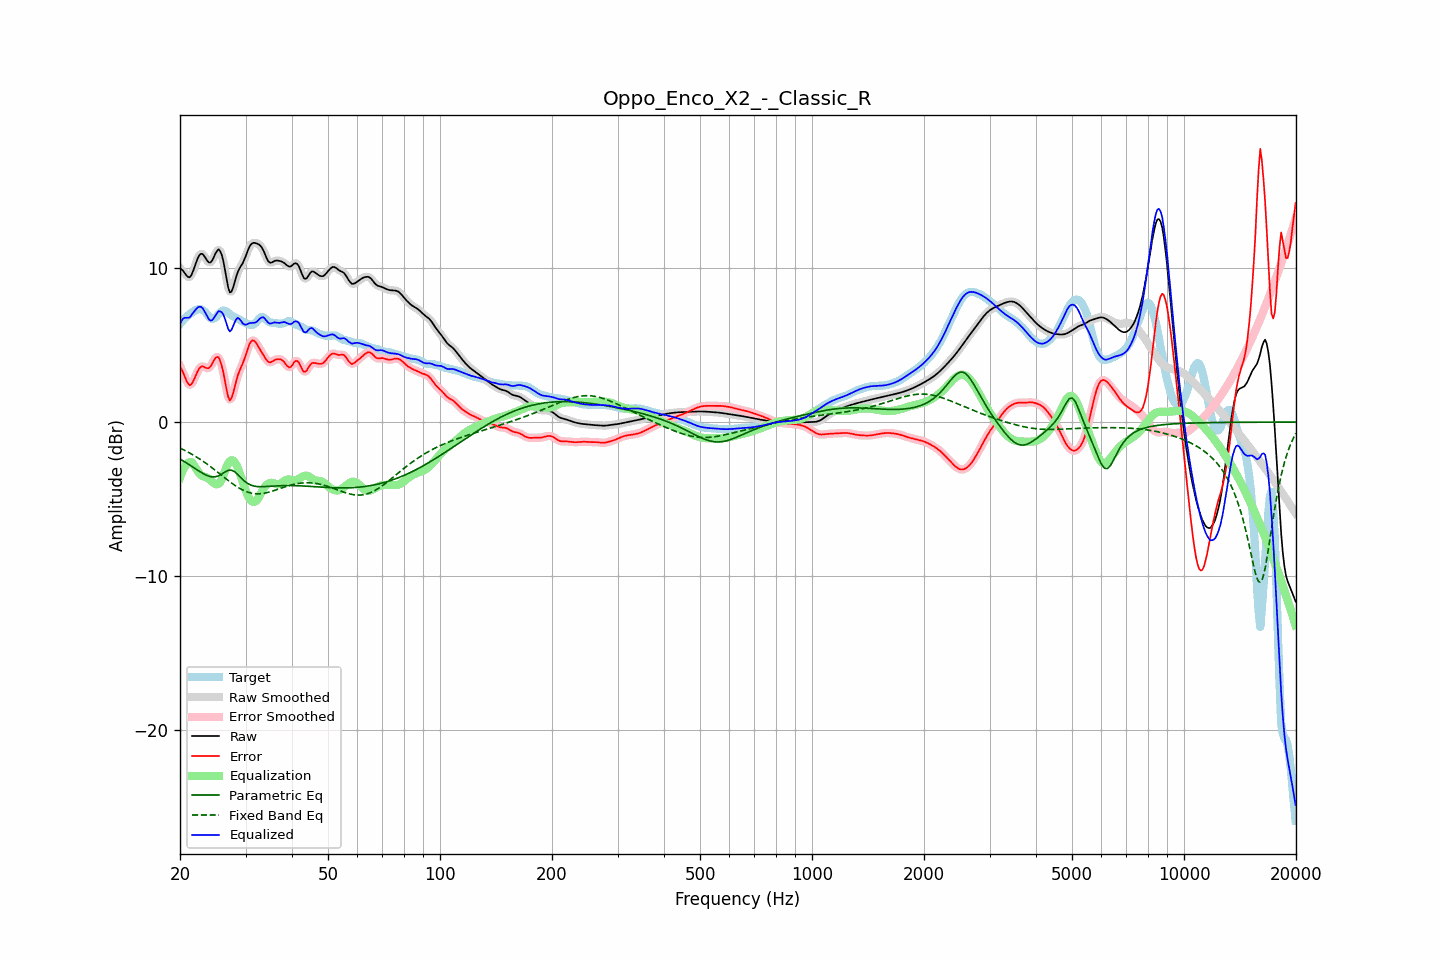 Oppo_Enco_X2_-_Classic_R
Amplitude (dBr)
10
0
−10
−20
Target
Raw Smoothed
Error Smoothed
Raw
Error
Equalization
Parametric Eq
Fixed Band Eq
Equalized
20 50 100 200 500 1000 2000 5000 10000 20000
Frequency (Hz)